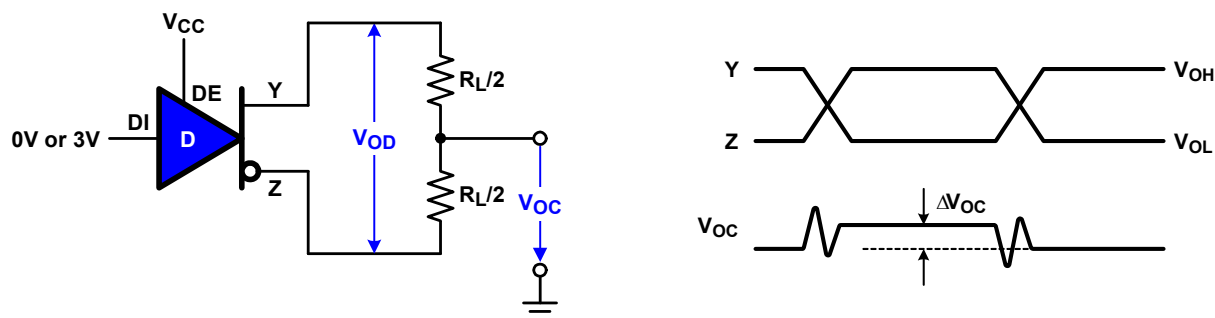 VCC
DE
Y
RL/2
0V or 3V
DI
D
VOD
Z
RL/2
VOC
Y
VOH
Z
VOL
VOC
ΔVOC